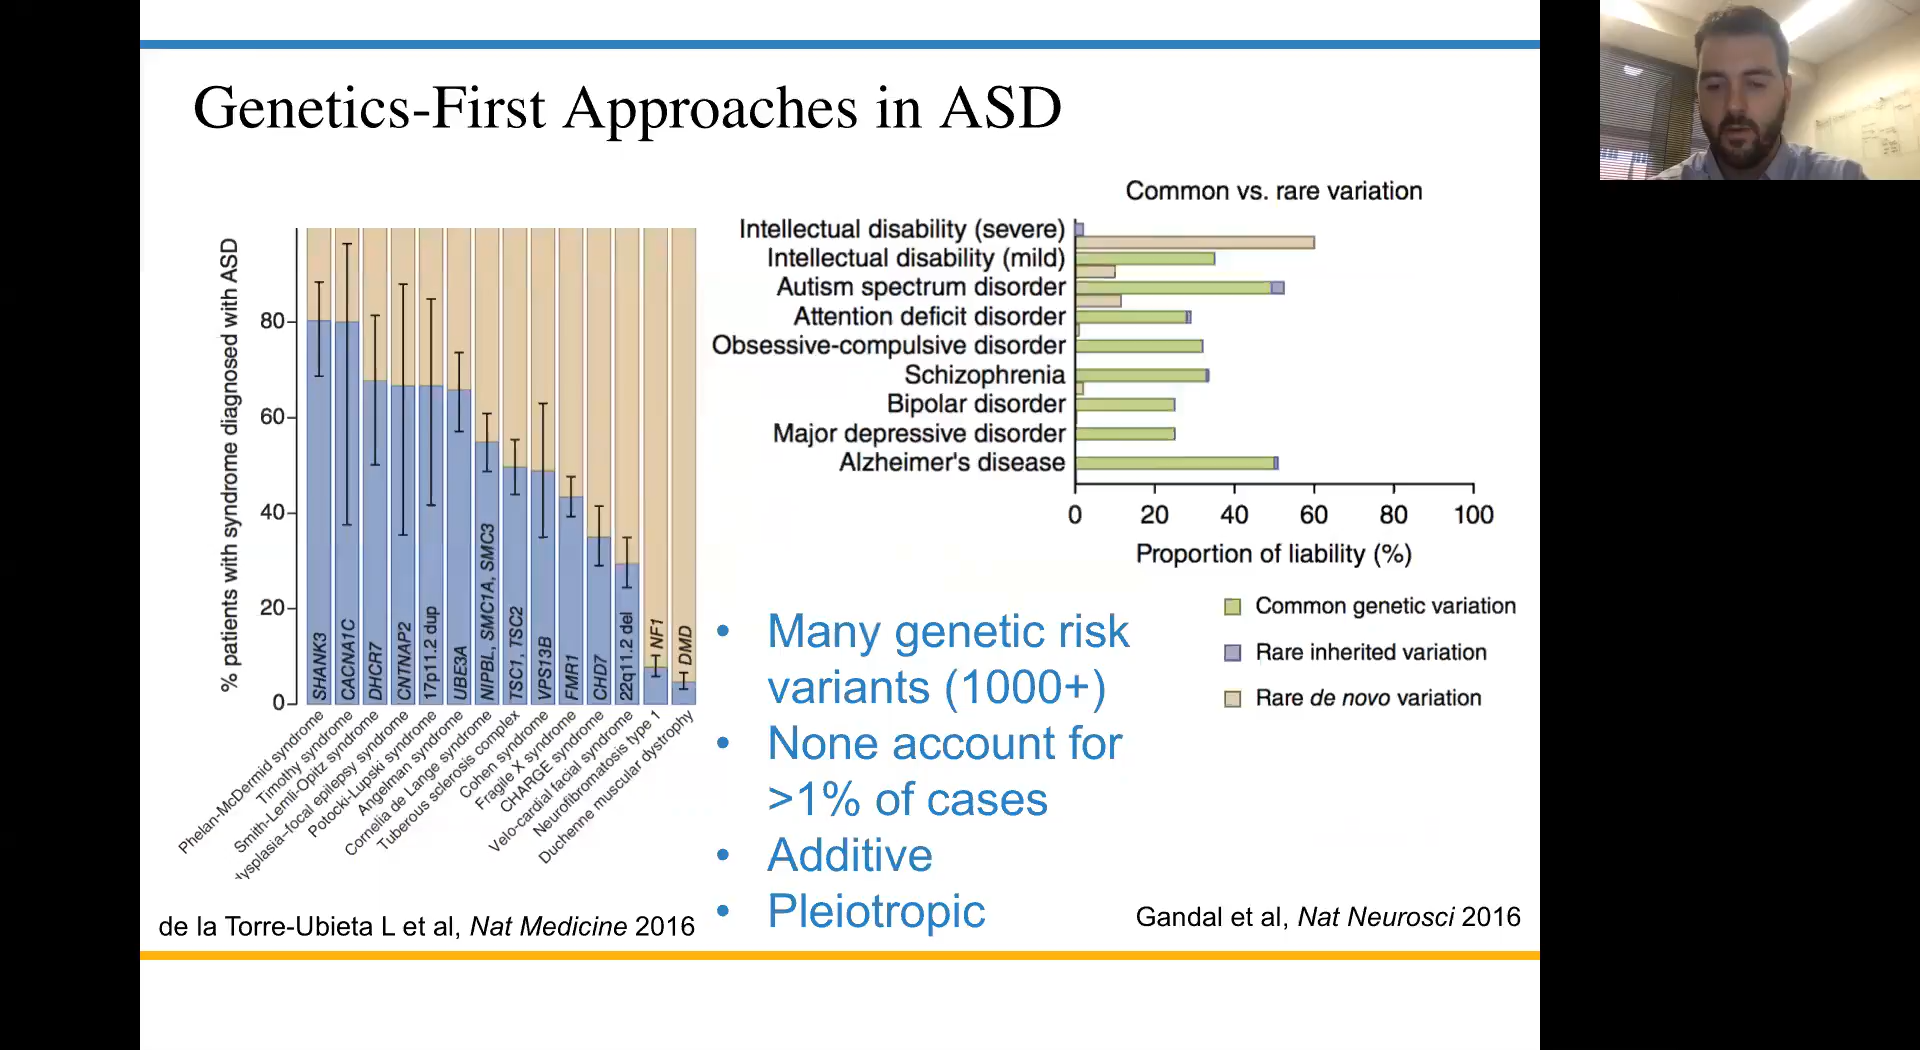 Genetics-First Approaches in ASD
% patients with syndrome diagnosed with ASD
80
60
40
20
0
SHANK3
CACNA1C
DHCR7
CNTNAP2
17p11.2 dup
UBE3A
NIPBL, SMC1A, SMC3
TSC1, TSC2
VPS13B
FMR1
CHD7
22q11.2 del
NF1
DMD
Phelan-McDermid syndrome
Timothy syndrome
Smith-Lemli-Opitz syndrome
dysplasia–focal epilepsy syndrome
Potocki-Lupski syndrome
Angelman syndrome
Cornelia de Lange syndrome
Tuberous sclerosis complex
Cohen syndrome
Fragile X syndrome
CHARGE syndrome
Velo-cardial facial syndrome
Neurofibromatosis type 1
Duchenne muscular dystrophy
de la Torre-Ubieta L et al, Nat Medicine 2016
Common vs. rare variation
Intellectual disability (severe)
Intellectual disability (mild)
Autism spectrum disorder
Attention deficit disorder
Obsessive-compulsive disorder
Schizophrenia
Bipolar disorder
Major depressive disorder
Alzheimer's disease
0 20 40 60 80 100
Proportion of liability (%)
Common genetic variation
Rare inherited variation
Rare de novo variation
• Many genetic risk
variants (1000+)
• None account for
>1% of cases
• Additive
• Pleiotropic
Gandal et al, Nat Neurosci 2016